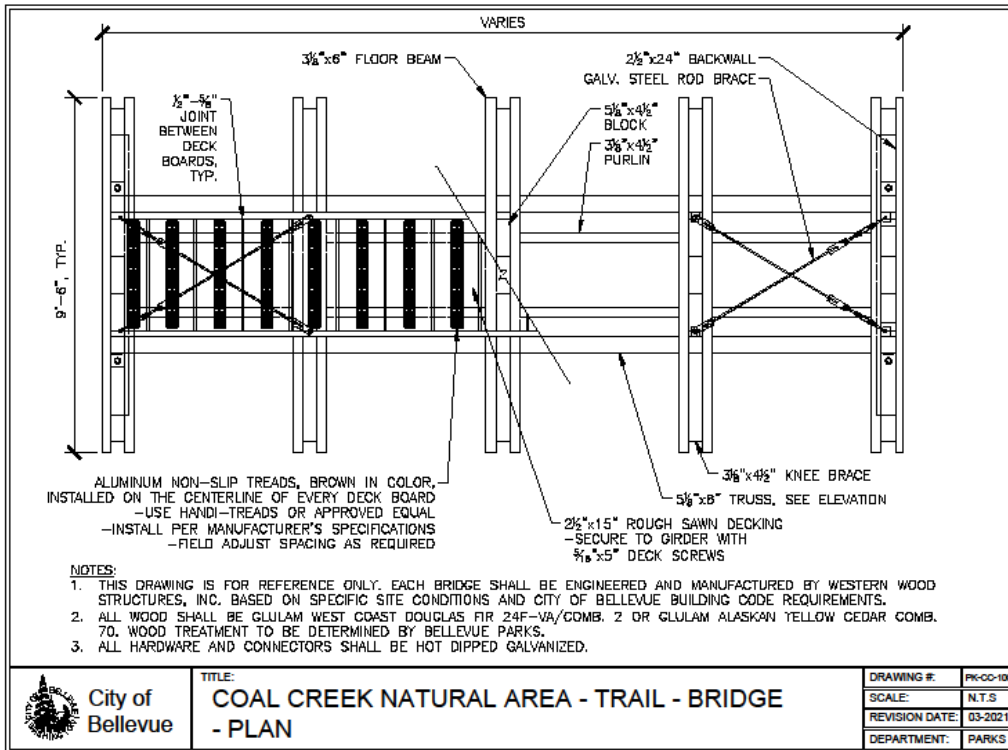 VARIES
3⅛"x6" FLOOR BEAM
2½"x24" BACKWALL
GALV. STEEL ROD BRACE
½"-⅝"
JOINT
BETWEEN
DECK
BOARDS,
TYP.
5⅛"x4½"
BLOCK
3⅛"x4½"
PURLIN
9'-6", TYP.
ALUMINUM NON-SLIP TREADS, BROWN IN COLOR,
INSTALLED ON THE CENTERLINE OF EVERY DECK BOARD
-USE HANDI-TREADS OR APPROVED EQUAL
-INSTALL PER MANUFACTURER'S SPECIFICATIONS
-FIELD ADJUST SPACING AS REQUIRED
3⅛"x4½" KNEE BRACE
5⅛"x6" TRUSS, SEE ELEVATION
2½"x15" ROUGH SAWN DECKING
-SECURE TO GIRDER WITH
5/16"x5" DECK SCREWS
NOTES:
1. THIS DRAWING IS FOR REFERENCE ONLY. EACH BRIDGE SHALL BE ENGINEERED AND MANUFACTURED BY WESTERN WOOD
STRUCTURES, INC. BASED ON SPECIFIC SITE CONDITIONS AND CITY OF BELLEVUE BUILDING CODE REQUIREMENTS.
2. ALL WOOD SHALL BE GLULAM WEST COAST DOUGLAS FIR 24F-VA/COMB. 2 OR GLULAM ALASKAN YELLOW CEDAR COMB.
70. WOOD TREATMENT TO BE DETERMINED BY BELLEVUE PARKS.
3. ALL HARDWARE AND CONNECTORS SHALL BE HOT DIPPED GALVANIZED.
City of
Bellevue
TITLE:
COAL CREEK NATURAL AREA - TRAIL - BRIDGE
- PLAN
DRAWING #: PK-CC-100
SCALE: N.T.S
REVISION DATE: 03-2021
DEPARTMENT: PARKS